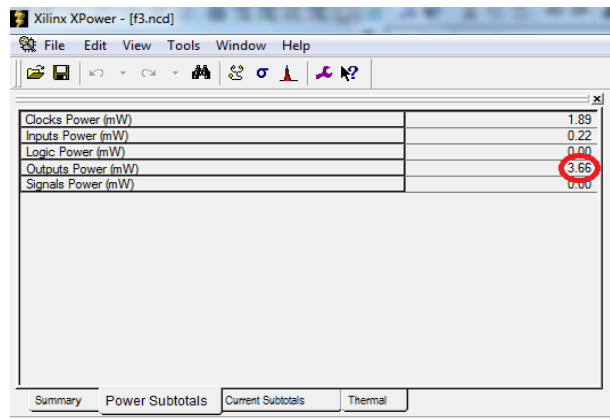 Xilinx XPower - [f3.ncd]
File Edit View Tools Window Help
Clocks Power (mW) 1.89
Inputs Power (mW) 0.22
Logic Power (mW) 0.00
Outputs Power (mW) 3.66
Signals Power (mW) 0.00
Summary Power Subtotals Current Subtotals Thermal